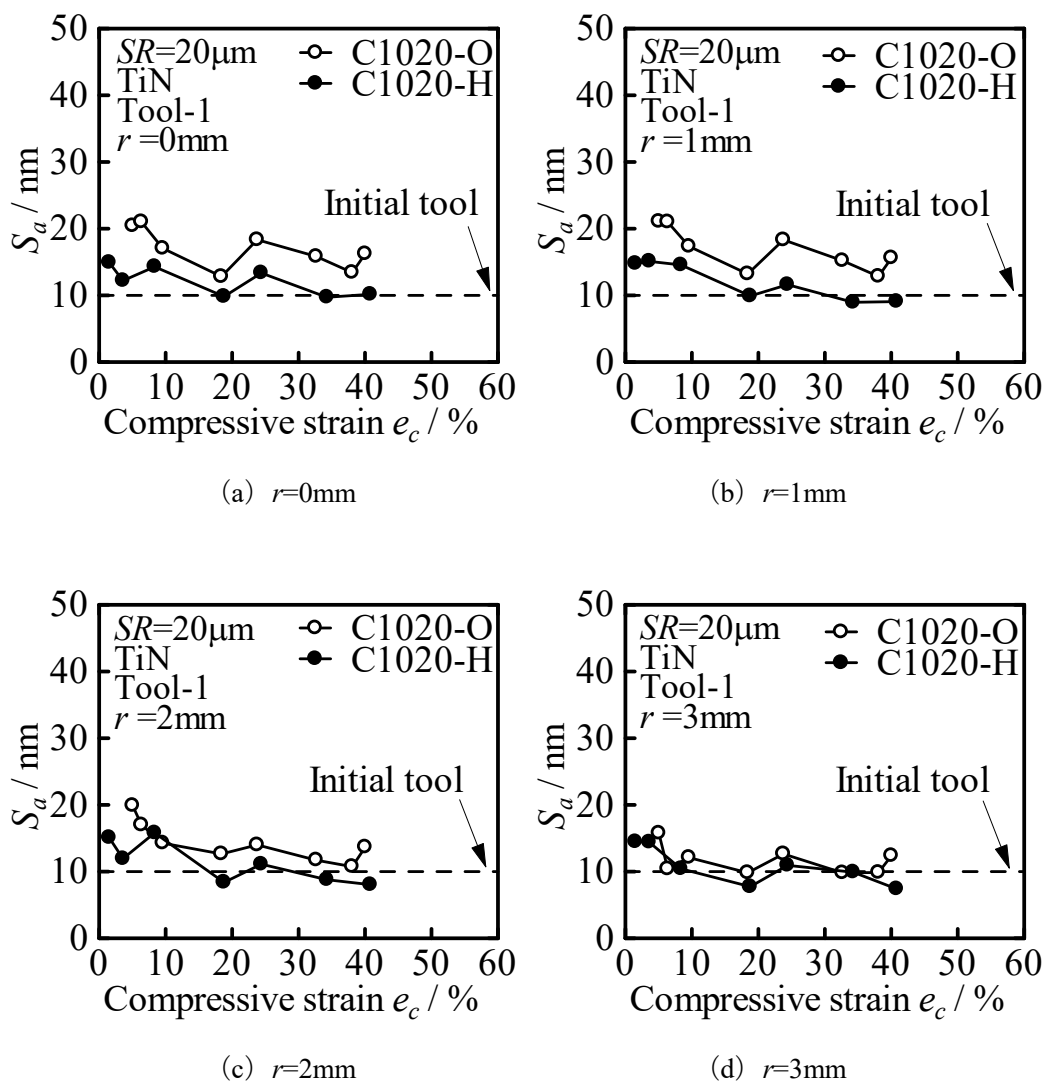 50
40
30
20
10
0
0 10 20 30 40 50 60
S_a / nm
Compressive strain e_c / %
SR=20μm
TiN
Tool-1
r =0mm
C1020-O
C1020-H
Initial tool
(a) r=0mm
50
40
30
20
10
0
0 10 20 30 40 50 60
S_a / nm
Compressive strain e_c / %
SR=20μm
TiN
Tool-1
r =1mm
C1020-O
C1020-H
Initial tool
(b) r=1mm
50
40
30
20
10
0
0 10 20 30 40 50 60
S_a / nm
Compressive strain e_c / %
SR=20μm
TiN
Tool-1
r =2mm
C1020-O
C1020-H
Initial tool
(c) r=2mm
50
40
30
20
10
0
0 10 20 30 40 50 60
S_a / nm
Compressive strain e_c / %
SR=20μm
TiN
Tool-1
r =3mm
C1020-O
C1020-H
Initial tool
(d) r=3mm